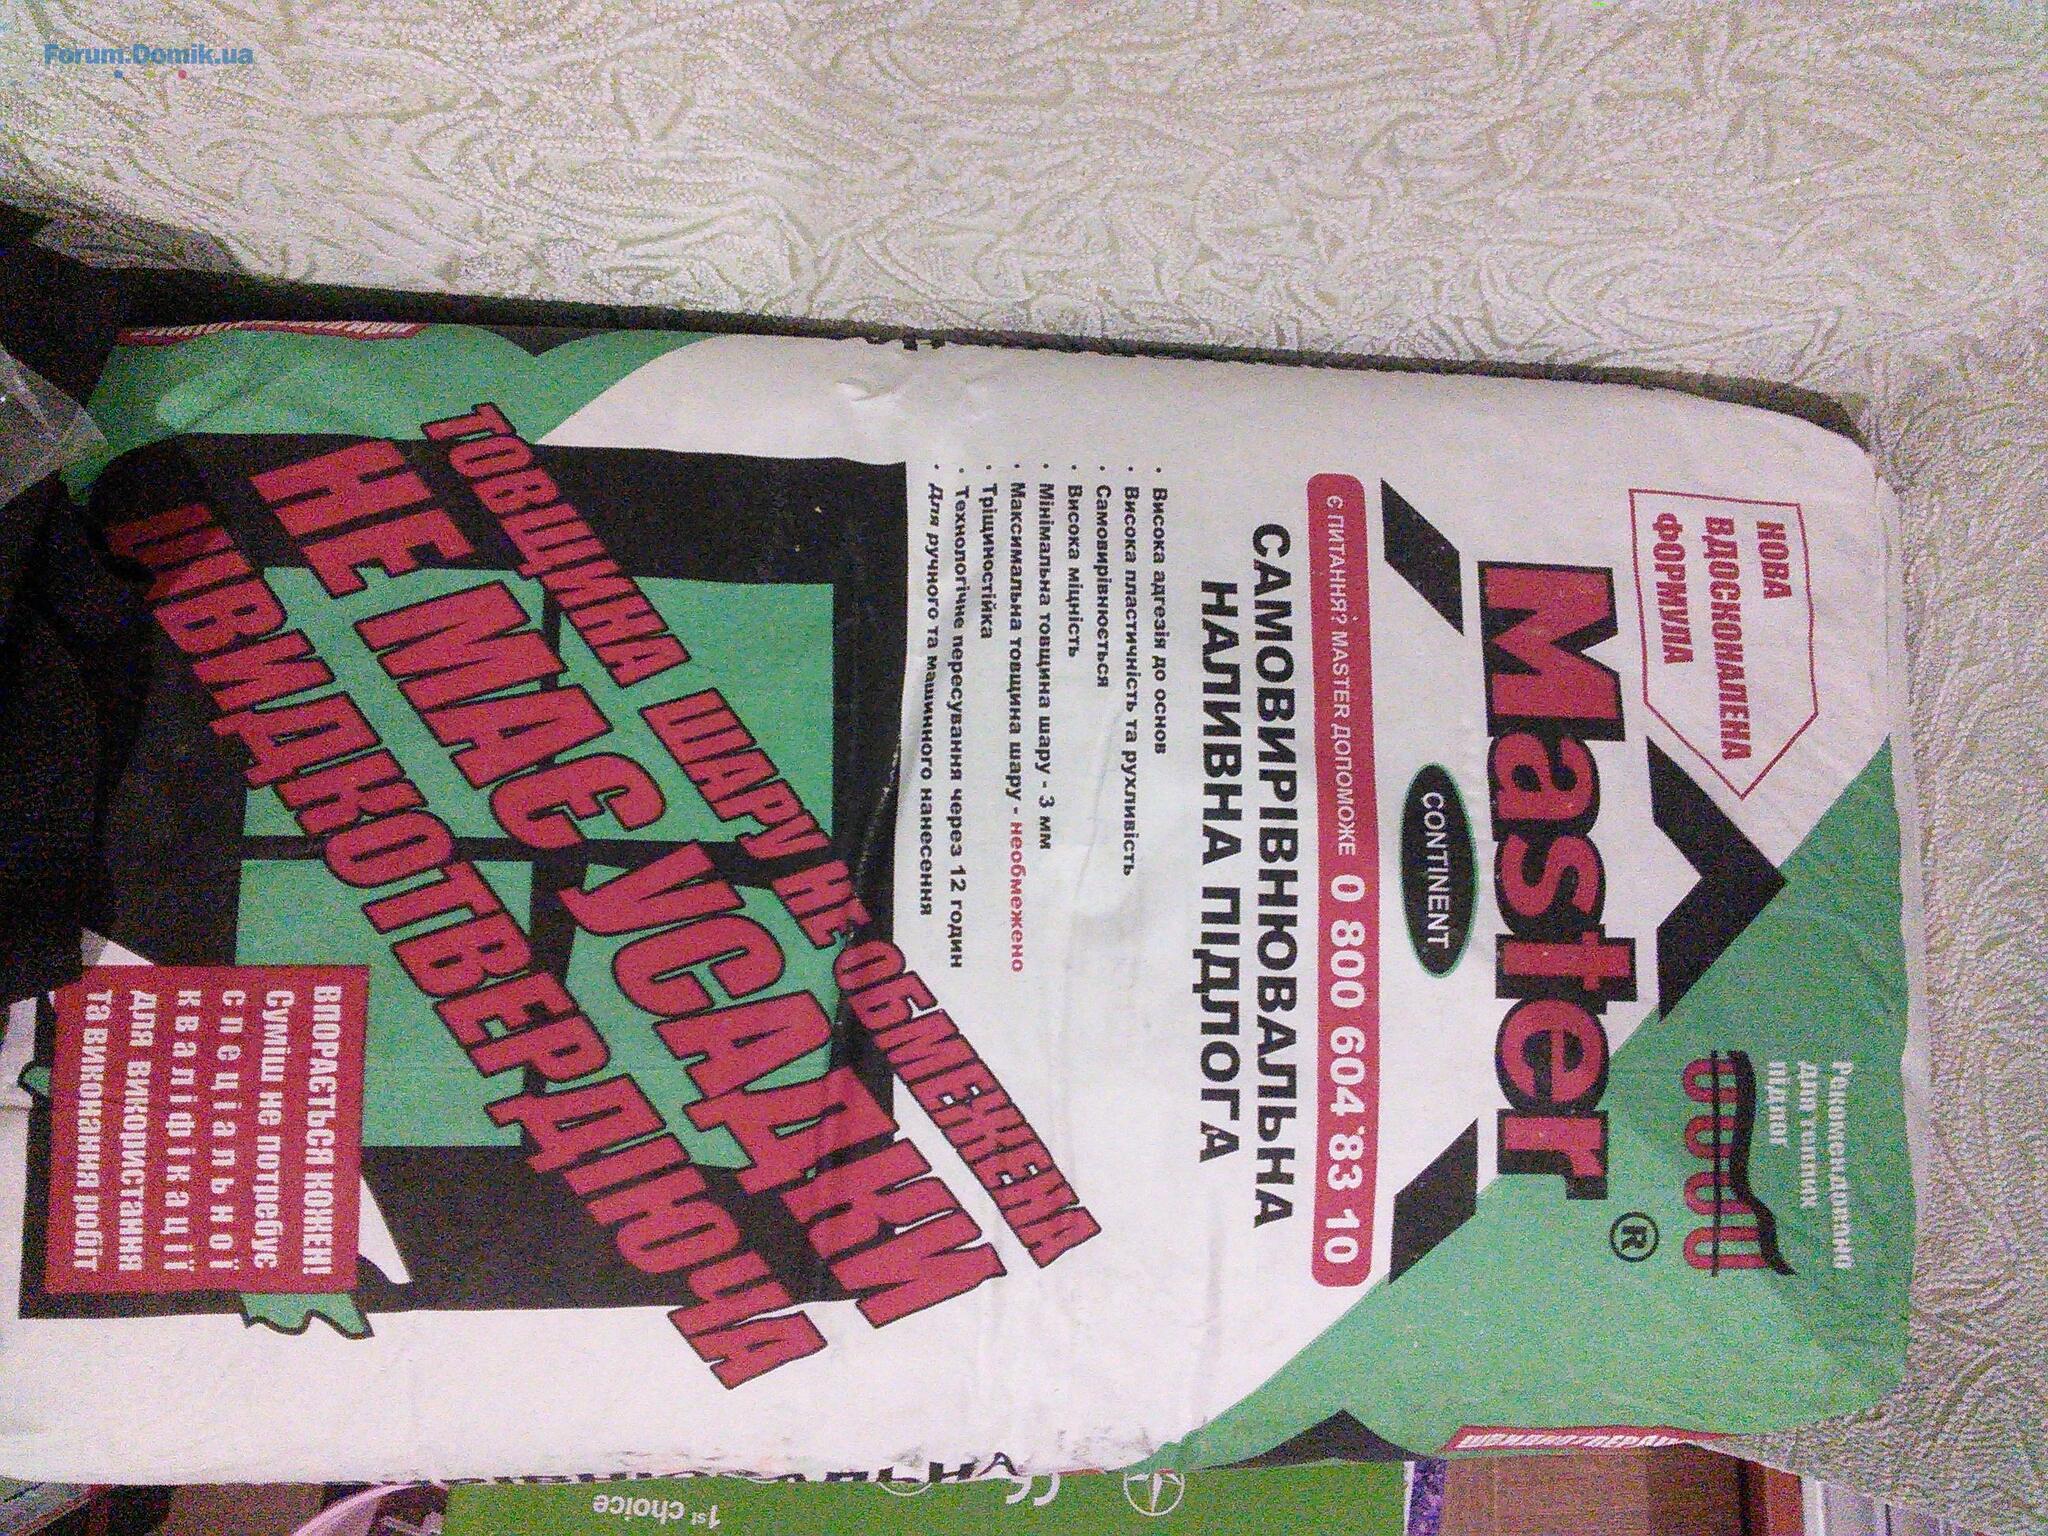 Forum.Domik.ua
НОВА
ВДОСКОНАЛЕНА
ФОРМУЛА
Рекомендовано
для теплих
підлог
Master®
CONTINENT
Є ПИТАННЯ? MASTER ДОПОМОЖЕ 0 800 604 83 10
САМОВИРІВНЮВАЛЬНА
НАЛИВНА ПІДЛОГА
· Висока адгезія до основ
· Висока пластичність та рухливість
· Самовирівнюється
· Висока міцність
· Мінімальна товщина шару - 3 мм
· Максимальна товщина шару - необмежено
· Тріщиностійка
· Технологічне пересування через 12 годин
· Для ручного та машинного нанесення
ТОВЩИНА ШАРУ НЕ ОБМЕЖЕНА
НЕ МАЄ УСАДКИ
ШВИДКОТВЕРДІЮЧА
ВПОРАЄТЬСЯ КОЖЕН!
Суміш не потребує
спеціальної
кваліфікації
для використання
та виконання робіт
1st choice
CE